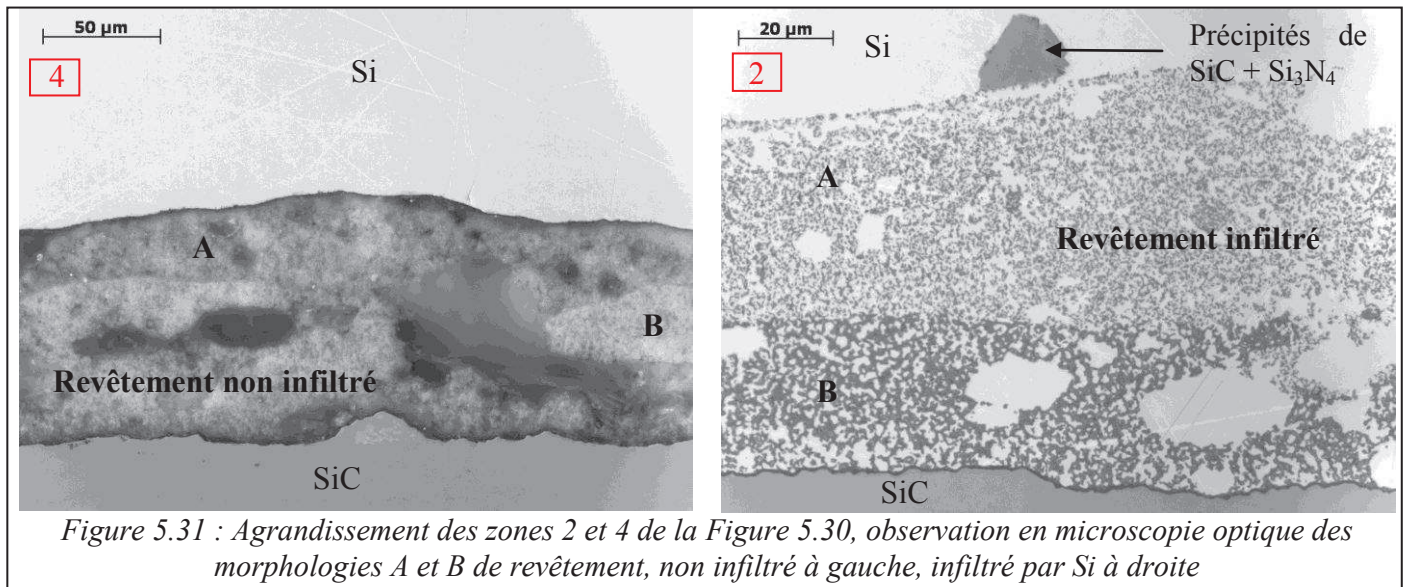 50 µm
4
Si
A
B
Revêtement non infiltré
SiC
20 µm
2
Si
Précipités de
SiC + Si₃N₄
A
Revêtement infiltré
B
SiC
Figure 5.31 : Agrandissement des zones 2 et 4 de la Figure 5.30, observation en microscopie optique des
morphologies A et B de revêtement, non infiltré à gauche, infiltré par Si à droite